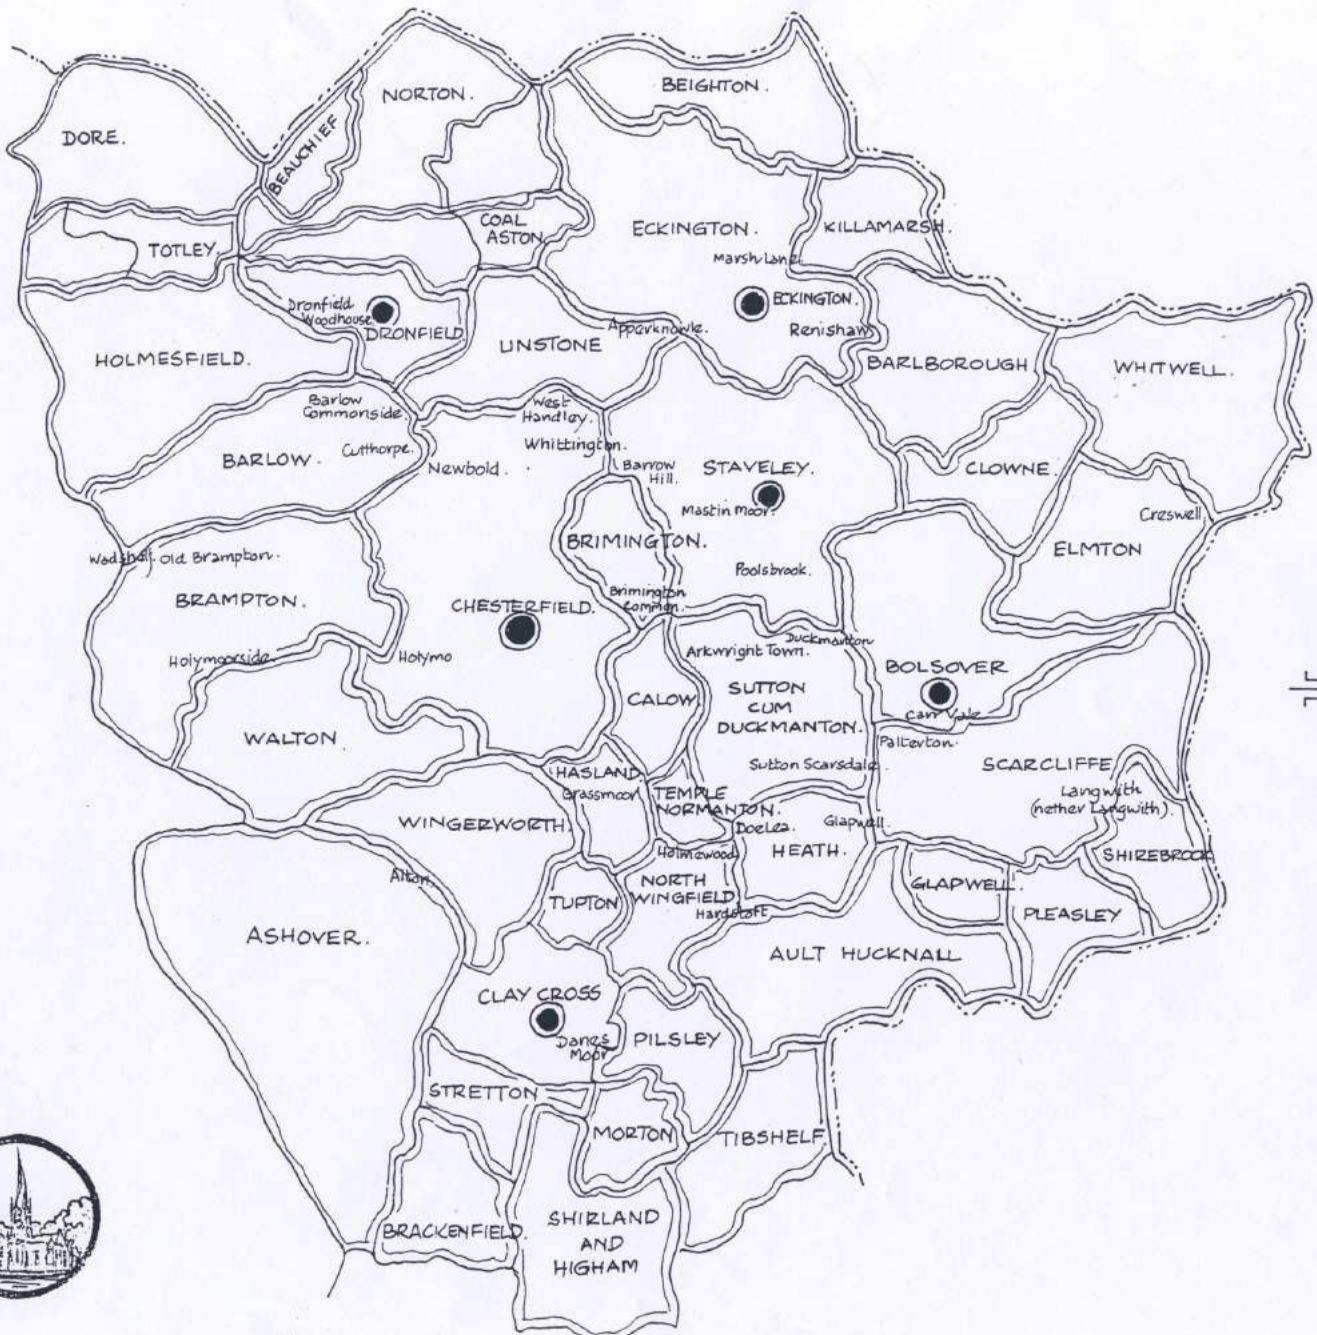 BEIGHTON.
NORTON.
DORE.
BEAUCHIEF
COAL
ASTON
ECKINGTON.
KILLAMARSH.
TOTLEY
Marsh Lane.
Dronfield
Woodhouse
DRONFIELD
ECKINGTON.
Renishaw
Apperknowle.
UNSTONE
HOLMESFIELD.
BARLBOROUGH
WHITWELL.
Barlow
Commonside.
West
Handley.
Whittington.
Cutthorpe.
BARLOW.
Newbold.
Barrow
Hill.
STAVELEY.
CLOWNE.
Mastin Moor.
Creswell
BRIMINGTON.
ELMTON
Wadshelf.
Old Brampton.
Poolsbrook.
BRAMPTON.
CHESTERFIELD.
Brimington
Common.
Duckmanton
Arkwright Town.
Holymoorside.
Holymo
BOLSOVER
CALOW.
SUTTON
CUM
DUCKMANTON.
Carr Vale
WALTON
Palterton.
HASLAND
Grassmoor
Sutton Scarsdale
SCARCLIFFE
TEMPLE
NORMANTON.
Langwith
(nether Langwith).
WINGERWORTH.
Doe Lea.
Glapwell.
Holmewood
HEATH.
SHIREBROOK
Alton,
NORTH
WINGFIELD
TUPTON
GLAPWELL.
Hardstoft
PLEASLEY
ASHOVER.
AULT HUCKNALL
CLAY CROSS
Danes
Moor
PILSLEY
STRETTON
MORTON
TIBSHELF
BRACKENFIELD.
SHIRLAND
AND
HIGHAM